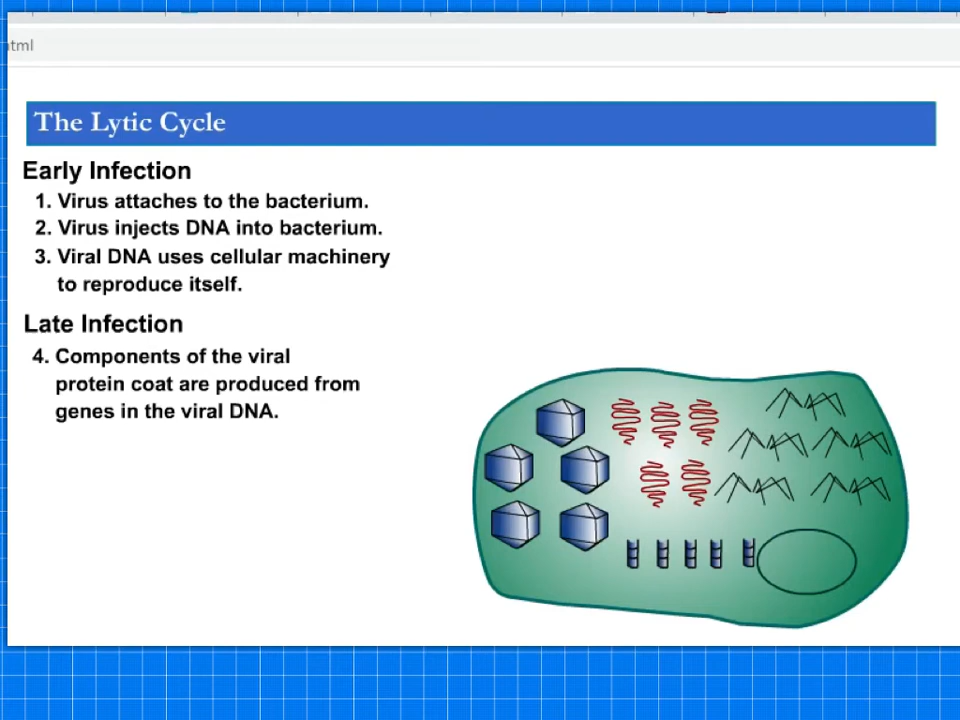 The Lytic Cycle
Early Infection
1. Virus attaches to the bacterium.
2. Virus injects DNA into bacterium.
3. Viral DNA uses cellular machinery
to reproduce itself.
Late Infection
4. Components of the viral
protein coat are produced from
genes in the viral DNA.